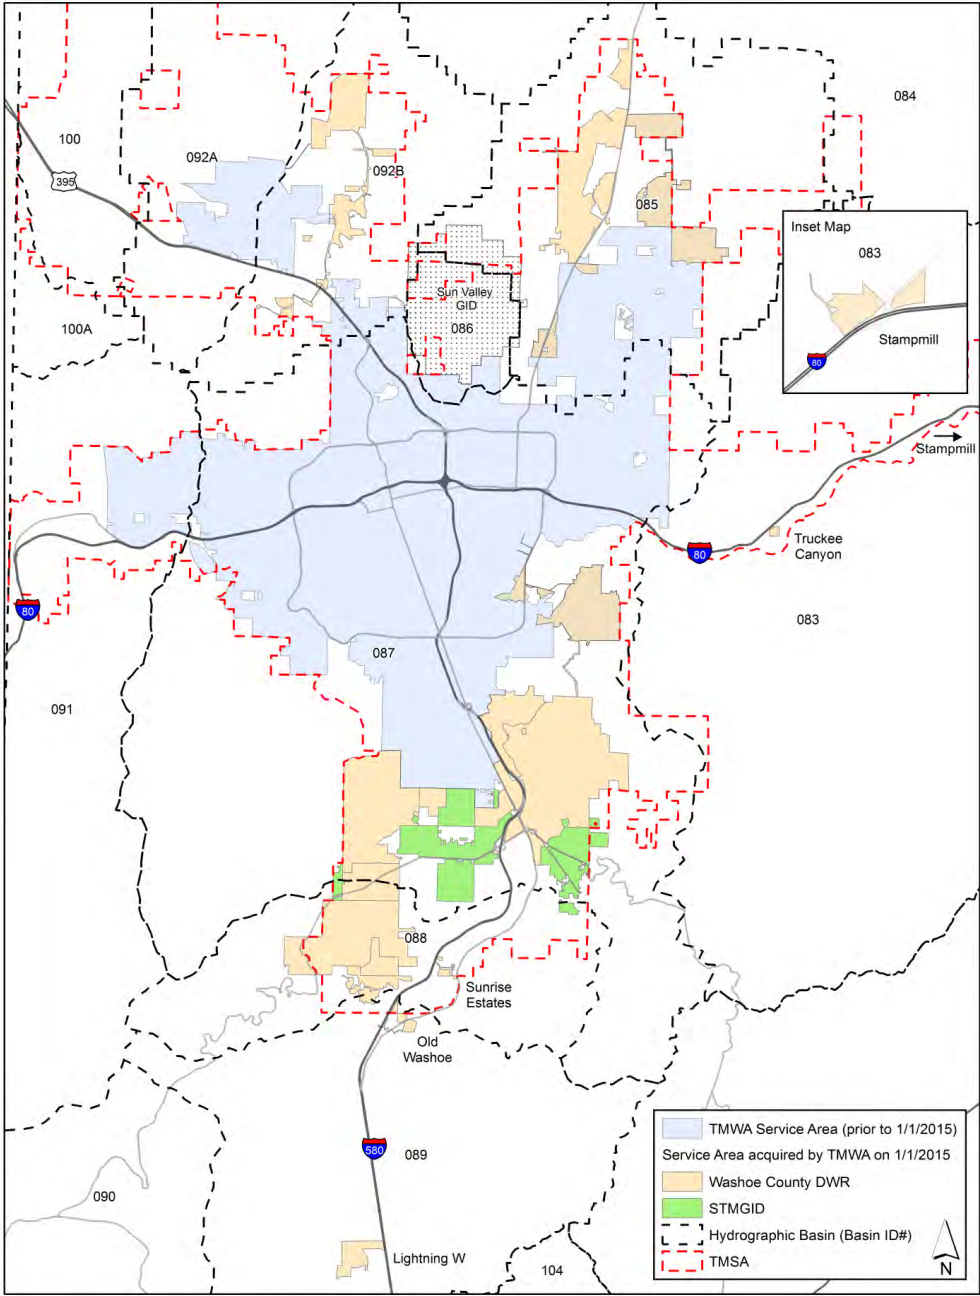 084
100
092A
092B
395
085
Inset Map
083
Stampmill
80
Sun Valley
GID
086
100A
Stampmill
Truckee
Canyon
80
80
083
087
091
088
Sunrise
Estates
Old
Washoe
580
089
090
Lightning W
104
TMWA Service Area (prior to 1/1/2015)
Service Area acquired by TMWA on 1/1/2015
Washoe County DWR
STMGID
Hydrographic Basin (Basin ID#)
TMSA
N